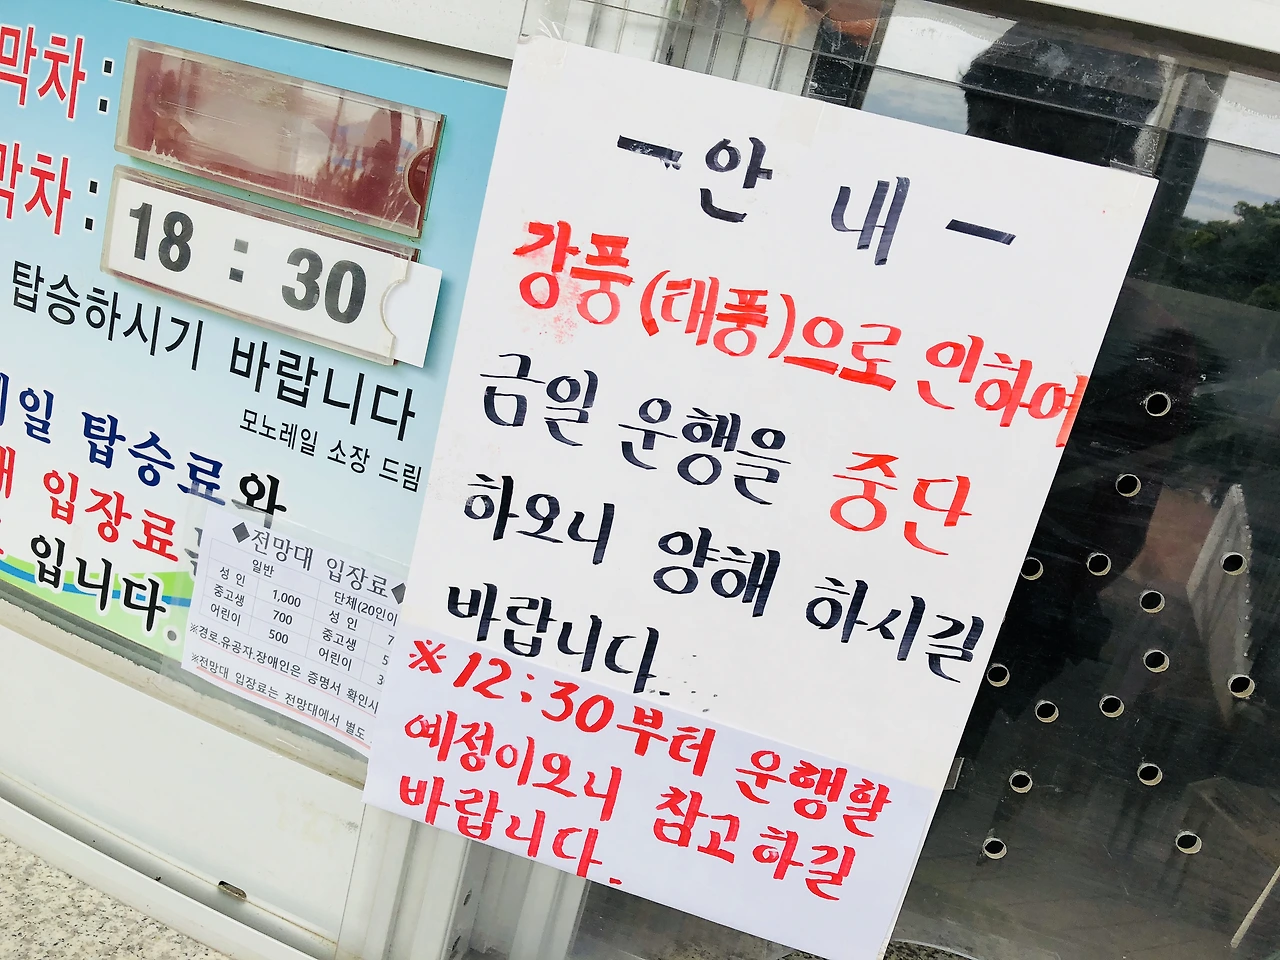 막차 :
막차 : 18 : 30
탑승하시기 바랍니다
모노레일 소장 드림
일 탑승료와
입장료
입니다.
◆전망대 입장료◆
일반
단체(20인이
성인 1,000 성인 7
중고생 700 중고생 5
어린이 500 어린이 3
※경로.유공자.장애인은 증명서 확인시
※전망대 입장료는 전망대에서 별도
- 안 내 -
강풍(태풍)으로 인하여
금일 운행을 중단
하오니 양해 하시길
바랍니다.
※12:30부터 운행할
예정이오니 참고하길
바랍니다.